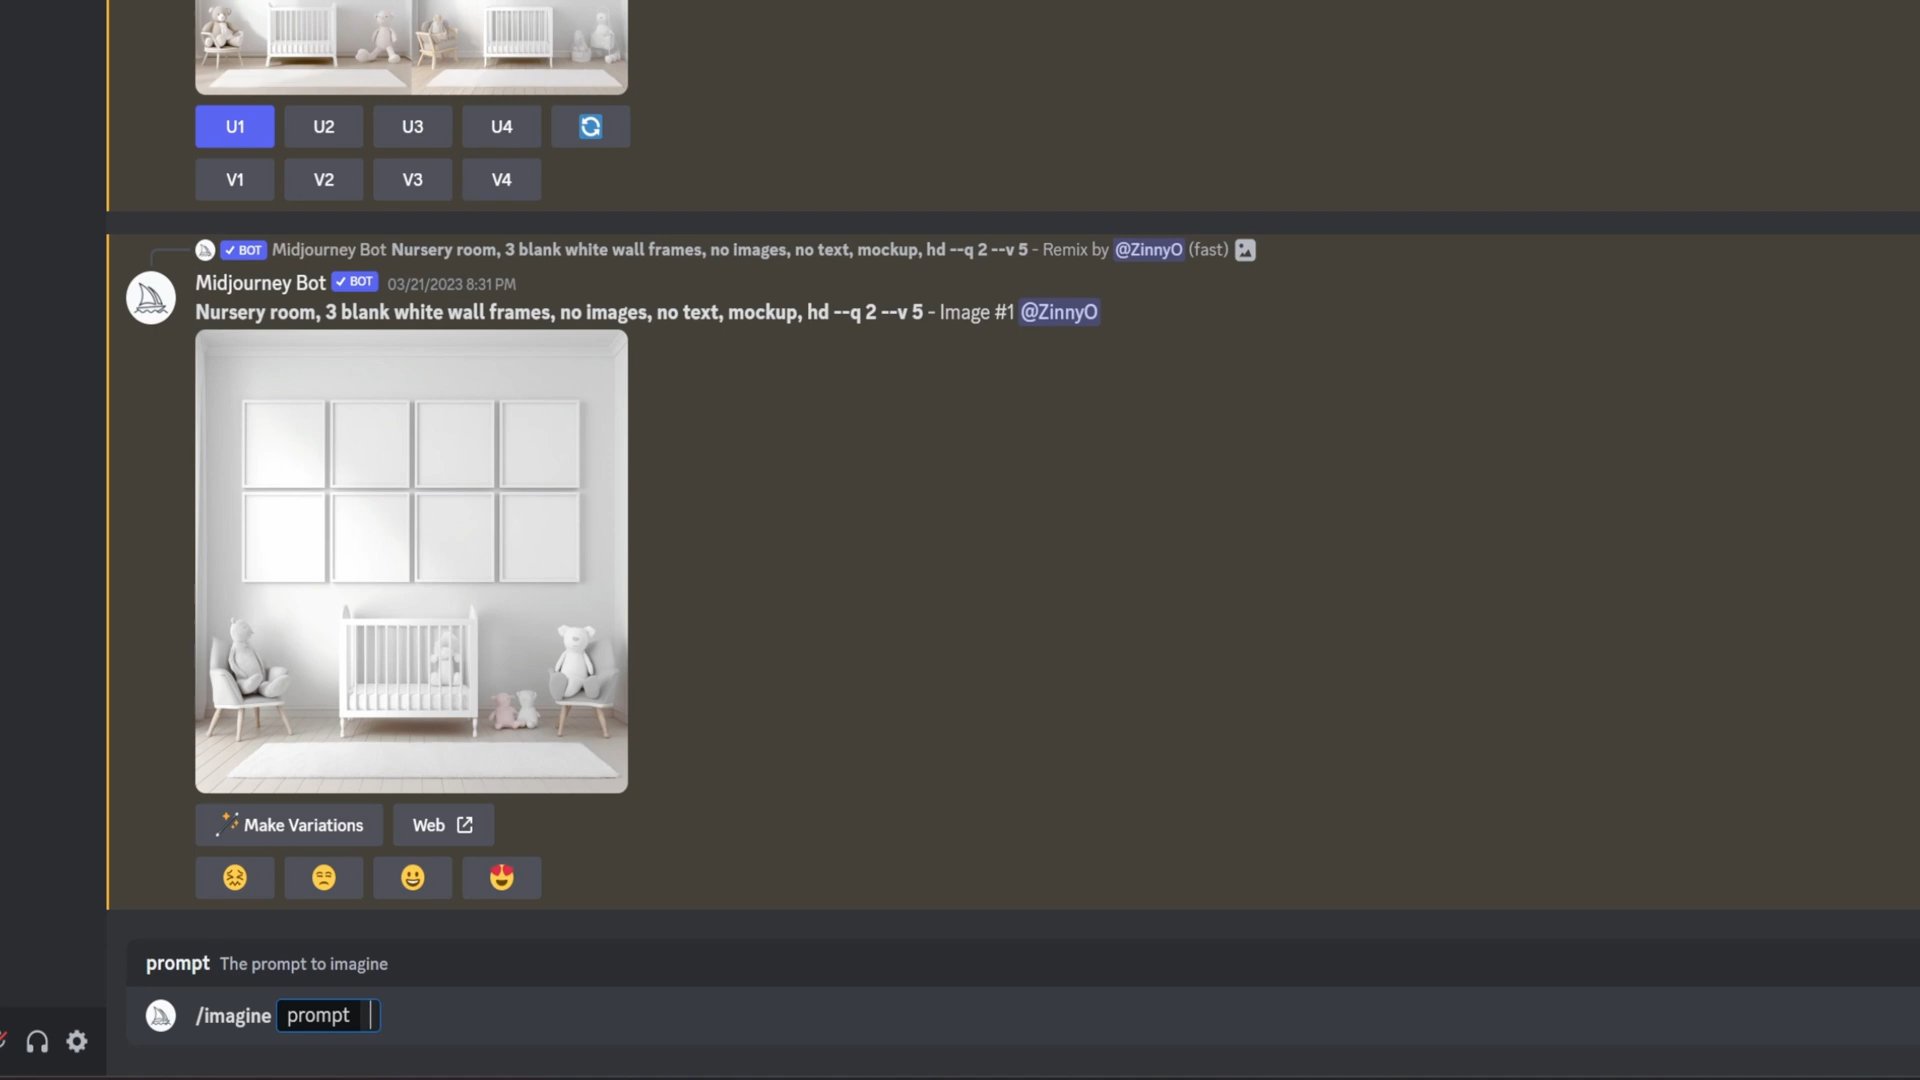 U1 U2 U3 U4
V1 V2 V3 V4
BOT Midjourney Bot Nursery room, 3 blank white wall frames, no images, no text, mockup, hd --q 2 --v 5 - Remix by @ZinnyO (fast)
Midjourney Bot BOT 03/21/2023 8:31 PM
Nursery room, 3 blank white wall frames, no images, no text, mockup, hd --q 2 --v 5 - Image #1 @ZinnyO
Make Variations Web
prompt The prompt to imagine
/imagine prompt